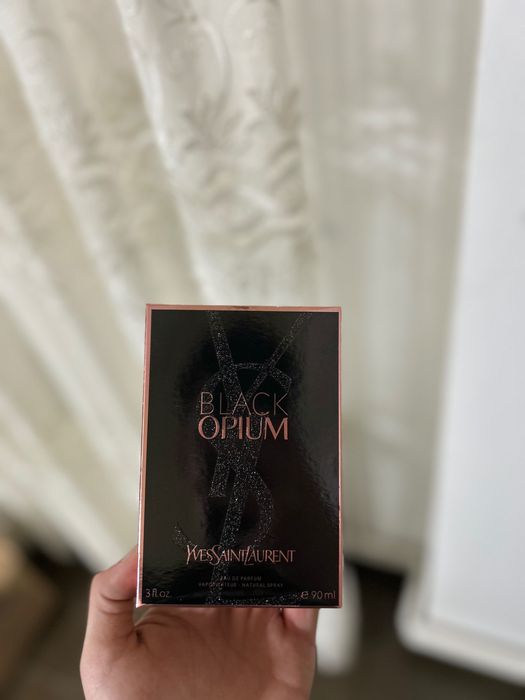 BLACK
OPIUM
YVESSAINTLAURENT
EAU DE PARFUM
VAPORISATEUR - NATURAL SPRAY
3 fl.oz. e 90 ml